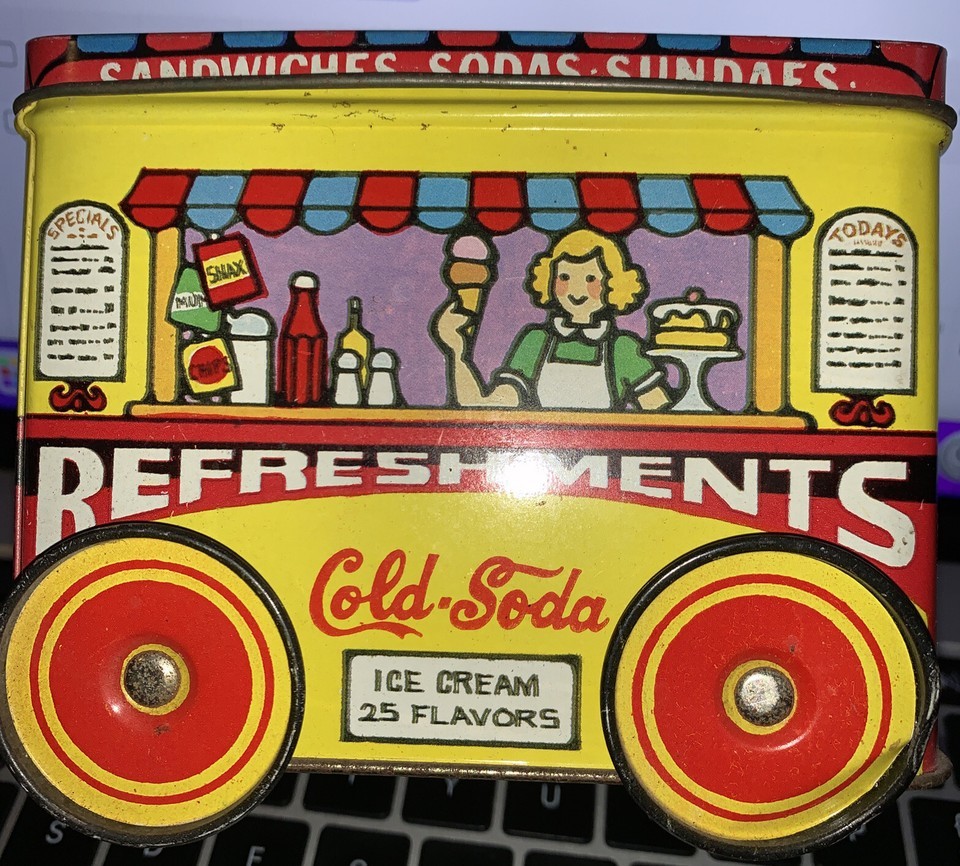 SANDWICHES · SODAS · SUNDAES ·
SPECIALS
TODAYS
SNAX
CHIPS
REFRESHMENTS
Cold-Soda
ICE CREAM
25 FLAVORS
S
D
F
Y
U